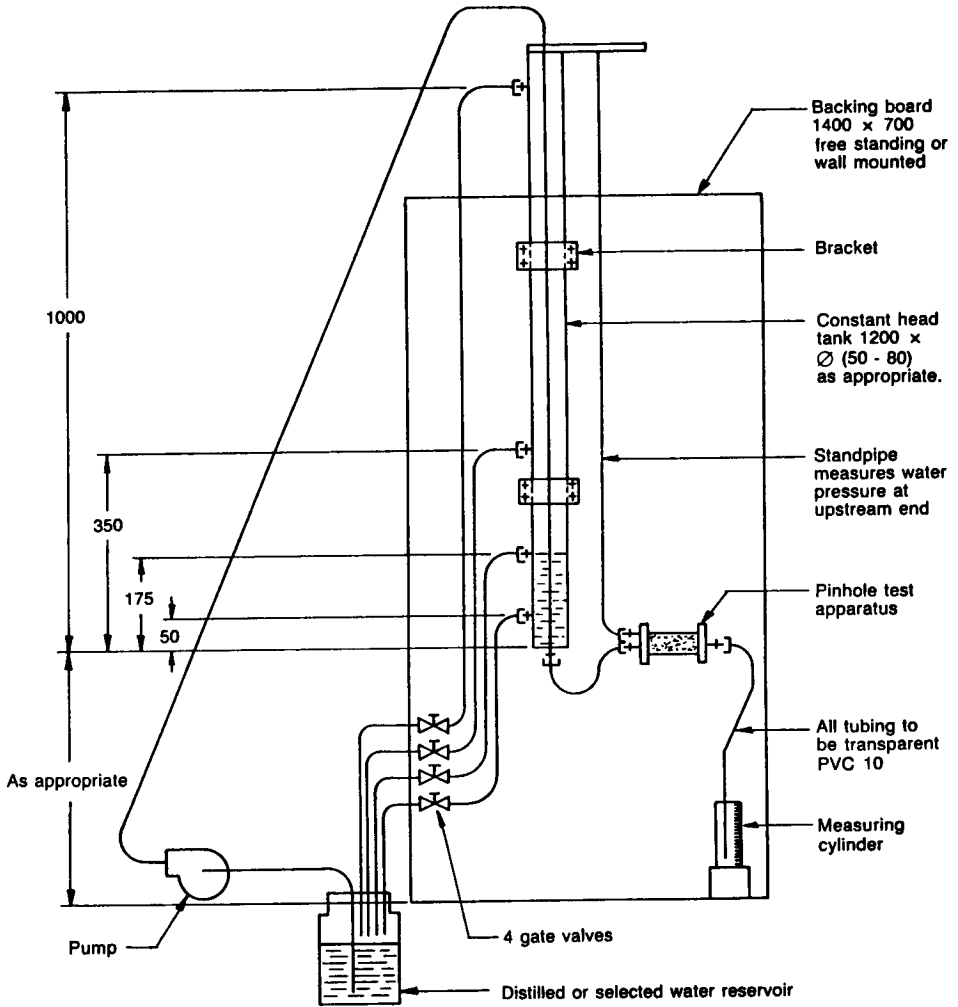 Backing board
1400 × 700
free standing or
wall mounted
Bracket
1000
Constant head
tank 1200 ×
∅ (50 - 80)
as appropriate.
Standpipe
measures water
pressure at
upstream end
350
175
50
Pinhole test
apparatus
All tubing to
be transparent
PVC 10
As appropriate
Measuring
cylinder
Pump
4 gate valves
Distilled or selected water reservoir